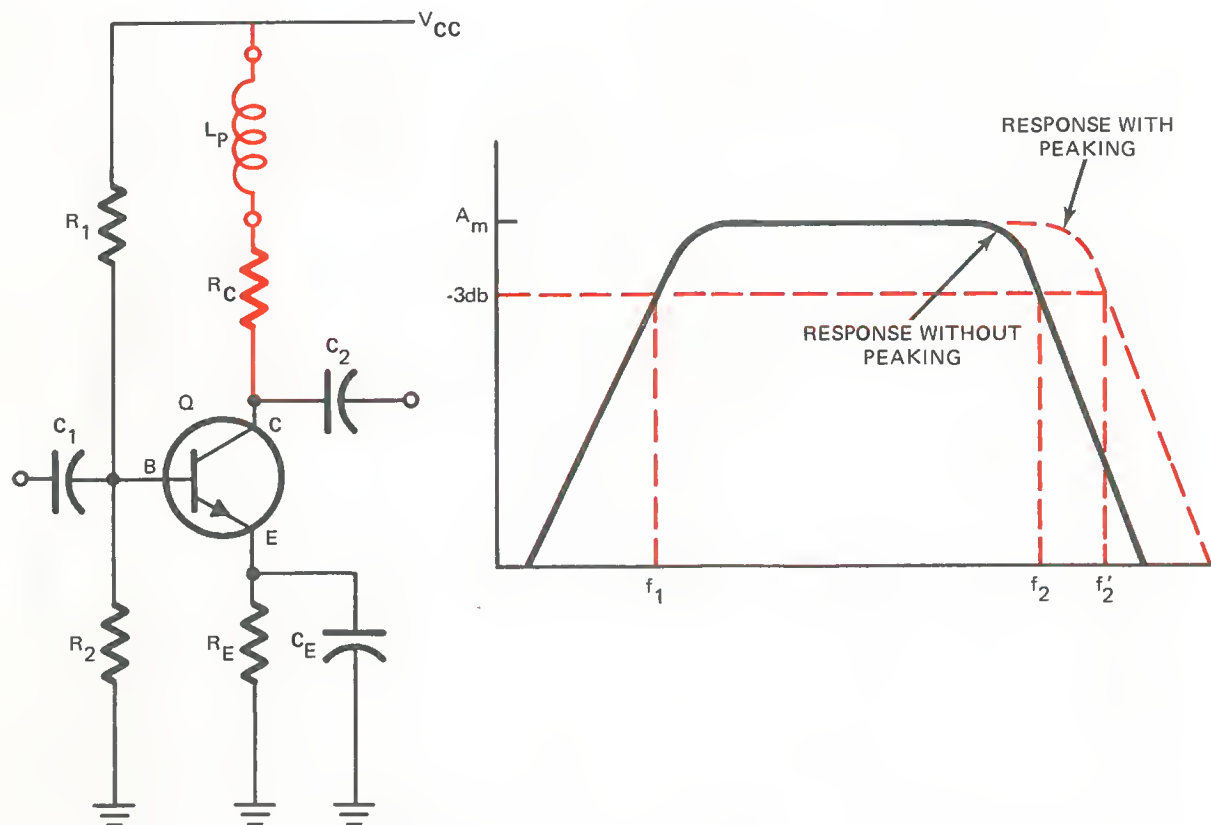 VCC
LP
R1
RC
C2
Q
C
C1
B
E
R2
RE
CE
RESPONSE WITH
PEAKING
Am
-3db
RESPONSE WITHOUT
PEAKING
f1
f2
f2'